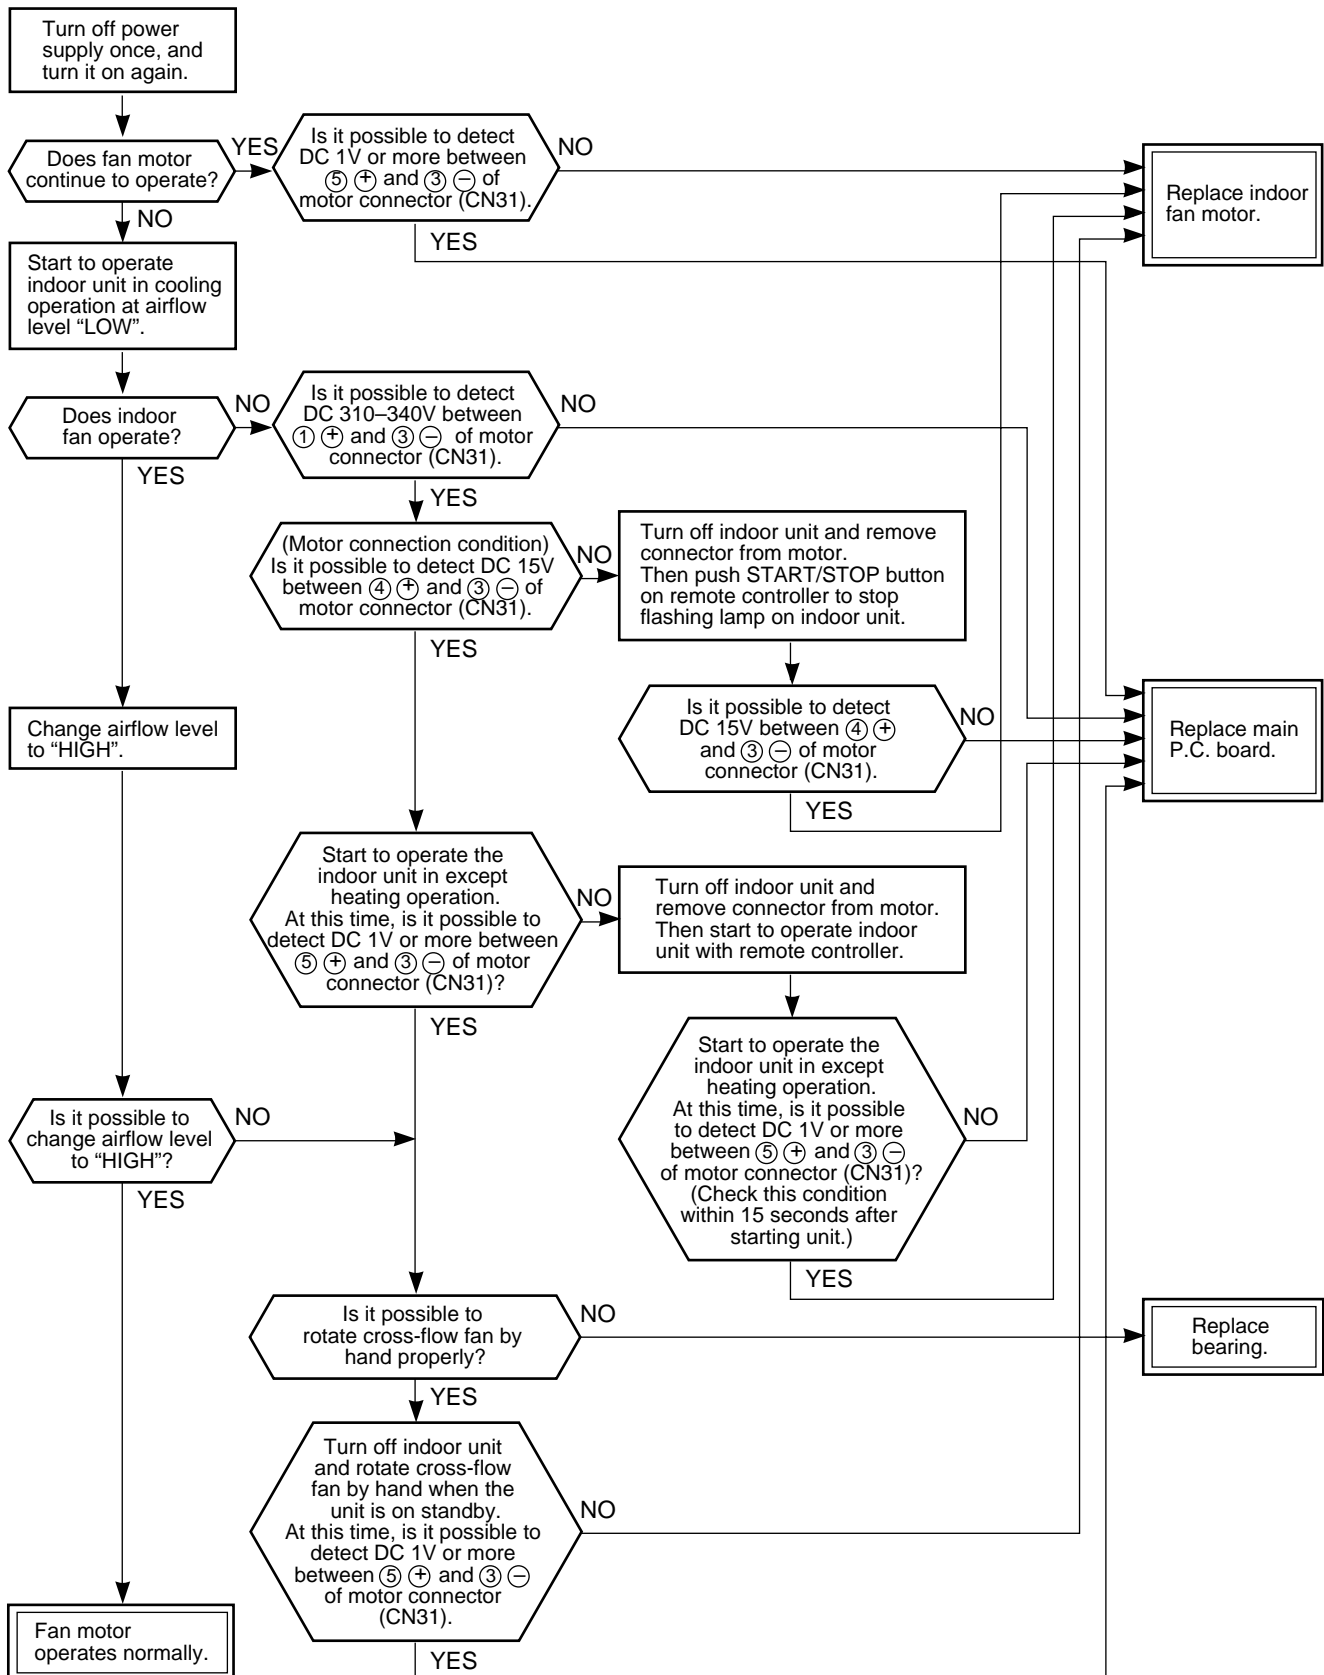 Turn off power
supply once, and
turn it on again.
Does fan motor
continue to operate?
YES
Is it possible to detect
DC 1V or more between
⑤ ⊕ and ③ ⊖ of
motor connector (CN31).
NO
Replace indoor
fan motor.
NO
YES
Start to operate
indoor unit in cooling
operation at airflow
level “LOW”.
Does indoor
fan operate?
NO
Is it possible to detect
DC 310–340V between
① ⊕ and ③ ⊖ of motor
connector (CN31).
NO
YES
YES
(Motor connection condition)
Is it possible to detect DC 15V
between ④ ⊕ and ③ ⊖ of
motor connector (CN31).
NO
Turn off indoor unit and remove
connector from motor.
Then push START/STOP button
on remote controller to stop
flashing lamp on indoor unit.
YES
Change airflow level
to “HIGH”.
Is it possible to detect
DC 15V between ④ ⊕
and ③ ⊖ of motor
connector (CN31).
NO
Replace main
P.C. board.
YES
Start to operate the
indoor unit in except
heating operation.
At this time, is it possible to
detect DC 1V or more between
⑤ ⊕ and ③ ⊖ of motor
connector (CN31)?
NO
Turn off indoor unit and
remove connector from motor.
Then start to operate indoor
unit with remote controller.
YES
Start to operate the
indoor unit in except
heating operation.
At this time, is it possible
to detect DC 1V or more
between ⑤ ⊕ and ③ ⊖
of motor connector (CN31)?
(Check this condition
within 15 seconds after
starting unit.)
NO
YES
Is it possible to
change airflow level
to “HIGH”?
NO
YES
Is it possible to
rotate cross-flow fan by
hand properly?
NO
Replace
bearing.
YES
Turn off indoor unit
and rotate cross-flow
fan by hand when the
unit is on standby.
At this time, is it possible to
detect DC 1V or more
between ⑤ ⊕ and ③ ⊖
of motor connector
(CN31).
NO
YES
Fan motor
operates normally.